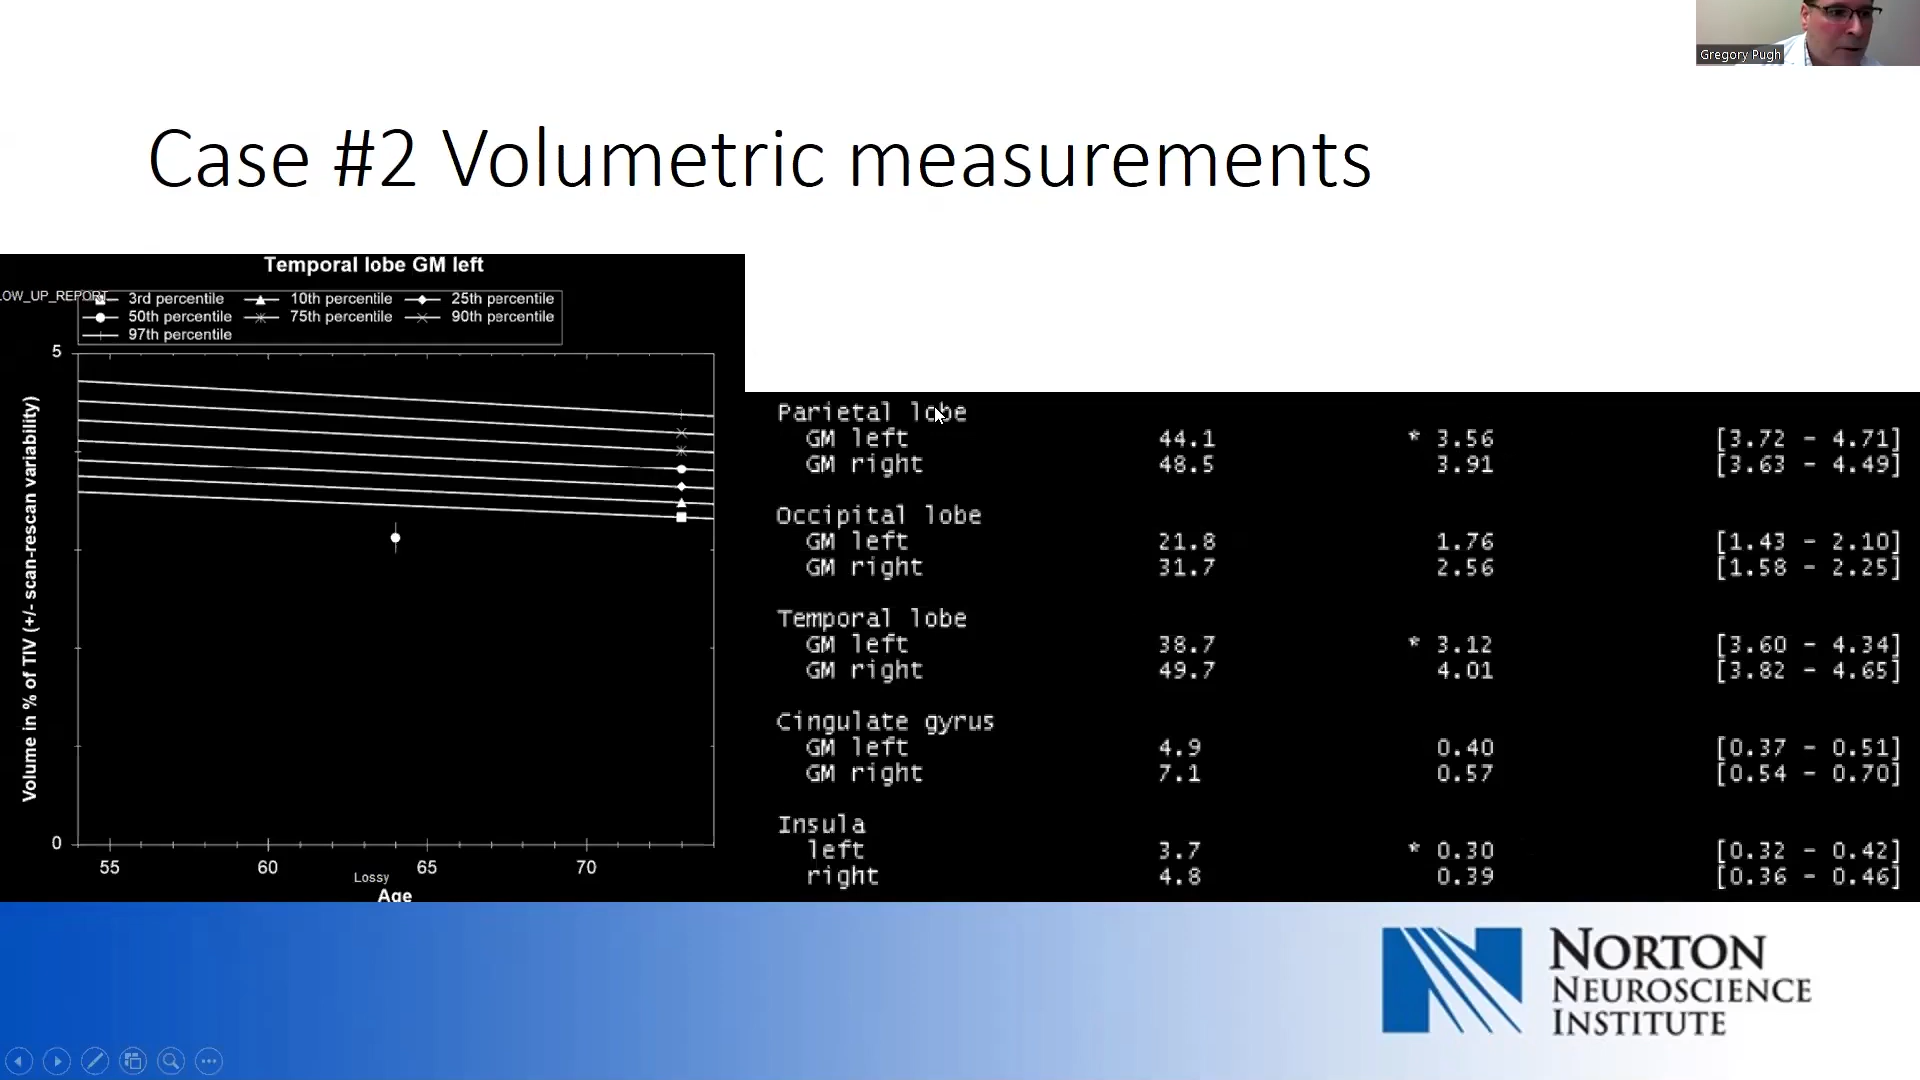 Gregory Pugh
Case #2 Volumetric measurements
Temporal lobe GM left
LOW_UP_REPORT
3rd percentile 10th percentile 25th percentile
50th percentile 75th percentile 90th percentile
97th percentile
Volume in % of TIV (+/- scan-rescan variability)
5
0
55 60 65 70
Lossy
Age
Parietal lobe
GM left 44.1 * 3.56 [3.72 - 4.71]
GM right 48.5 3.91 [3.63 - 4.49]
Occipital lobe
GM left 21.8 1.76 [1.43 - 2.10]
GM right 31.7 2.56 [1.58 - 2.25]
Temporal lobe
GM left 38.7 * 3.12 [3.60 - 4.34]
GM right 49.7 4.01 [3.82 - 4.65]
Cingulate gyrus
GM left 4.9 0.40 [0.37 - 0.51]
GM right 7.1 0.57 [0.54 - 0.70]
Insula
left 3.7 * 0.30 [0.32 - 0.42]
right 4.8 0.39 [0.36 - 0.46]
NORTON
NEUROSCIENCE
INSTITUTE